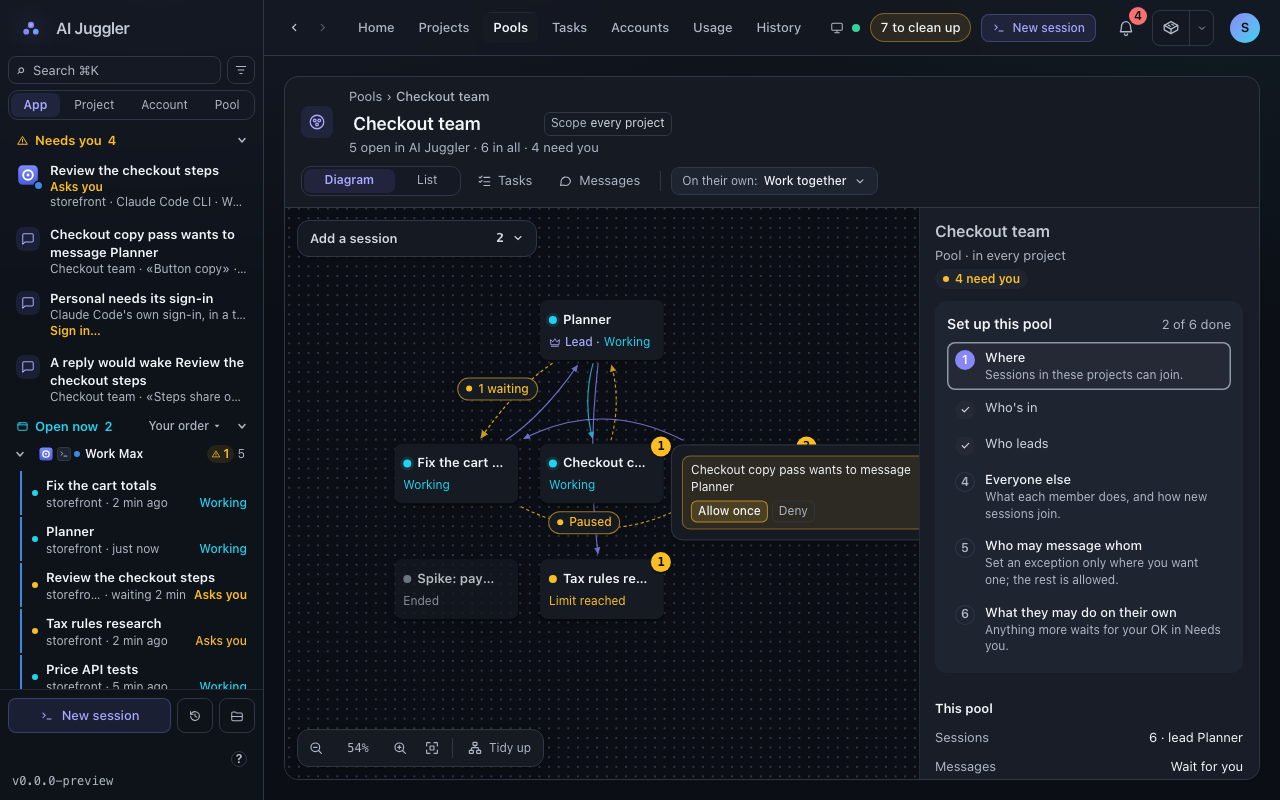 AI Juggler
Home
Projects
Pools
Tasks
Accounts
Usage
History
7 to clean up
New session
4
S
Search ⌘K
App
Project
Account
Pool
Needs you 4
Review the checkout steps
Asks you
storefront · Claude Code CLI · W…
Checkout copy pass wants to
message Planner
Checkout team · «Button copy» ·…
Personal needs its sign-in
Claude Code's own sign-in, in a t…
Sign in…
A reply would wake Review the
checkout steps
Checkout team · «Steps share o…
Open now 2
Your order
Work Max
1
5
Fix the cart totals
storefront · 2 min ago
Working
Planner
storefront · just now
Working
Review the checkout steps
storefro… · waiting 2 min
Asks you
Tax rules research
storefront · 2 min ago
Asks you
Price API tests
storefront · 5 min ago
Working
New session
?
v0.0.0-preview
Pools › Checkout team
Checkout team
Scope every project
5 open in AI Juggler · 6 in all · 4 need you
Diagram
List
Tasks
Messages
On their own: Work together
Add a session
2
Planner
Lead · Working
1 waiting
Fix the cart …
Working
1
Checkout c…
Working
Checkout copy pass wants to message
Planner
Allow once
Deny
Paused
Spike: pay…
Ended
1
Tax rules re…
Limit reached
54%
Tidy up
Checkout team
Pool · in every project
4 need you
Set up this pool
2 of 6 done
1
Where
Sessions in these projects can join.
Who's in
Who leads
4
Everyone else
What each member does, and how new
sessions join.
5
Who may message whom
Set an exception only where you want
one; the rest is allowed.
6
What they may do on their own
Anything more waits for your OK in Needs
you.
This pool
Sessions
6 · lead Planner
Messages
Wait for you